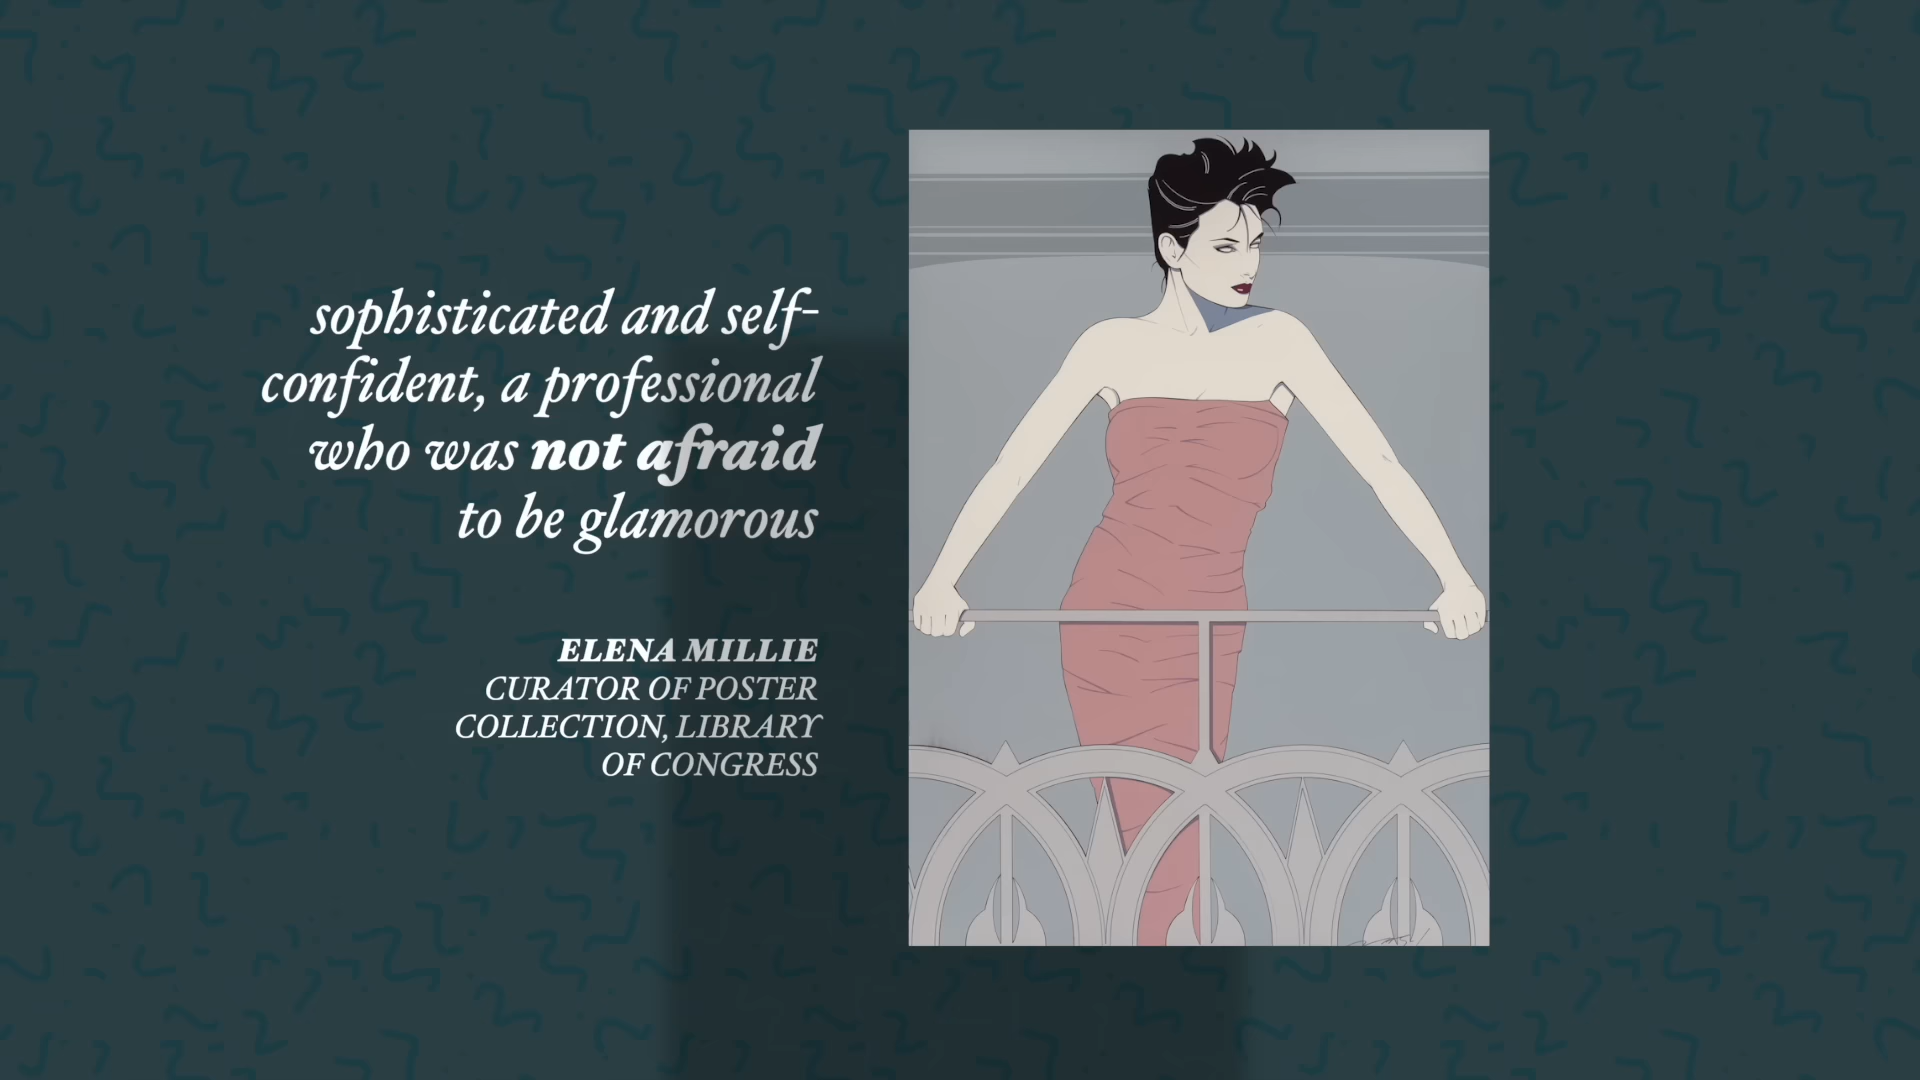 sophisticated and self-
confident, a professional
who was not afraid
to be glamorous
ELENA MILLIE
CURATOR OF POSTER
COLLECTION, LIBRARY
OF CONGRESS